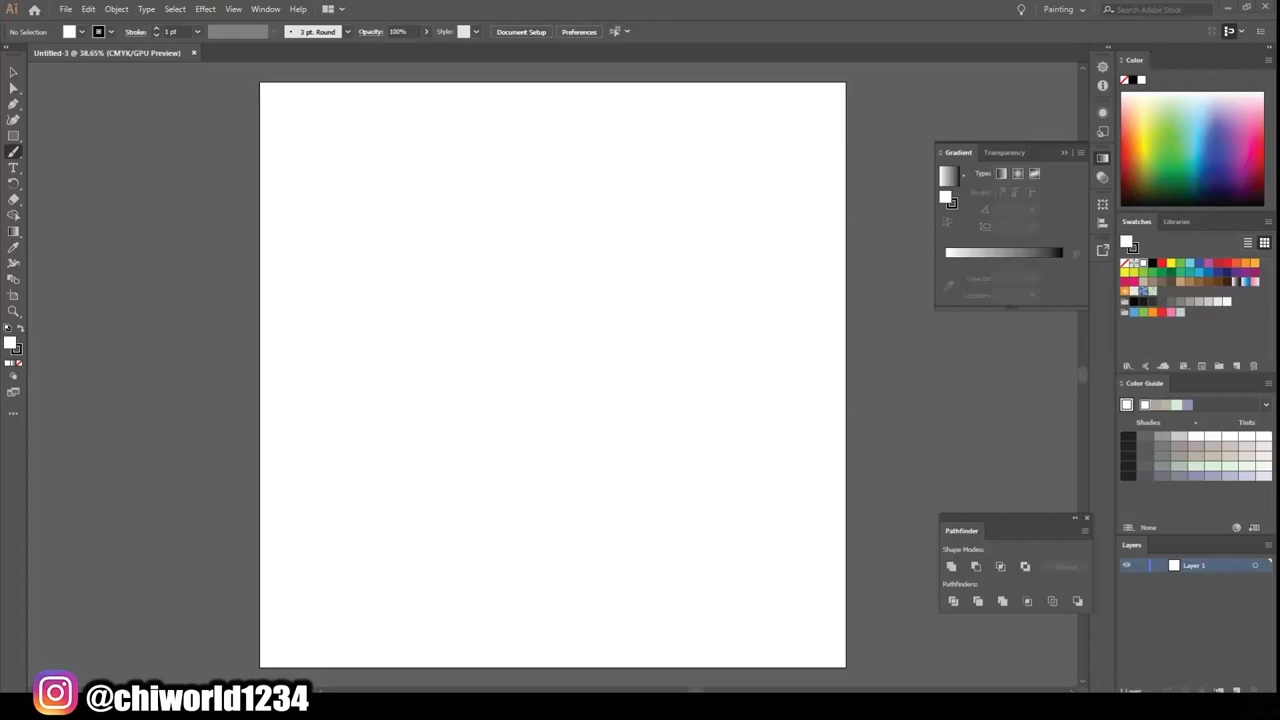 Ai File Edit Object Type Select Effect View Window Help Painting Search Adobe Stock
No Selection Stroke: 1 pt 3 pt. Round Opacity: 100% Style: Document Setup Preferences
Untitled-3 @ 38.65% (CMYK/GPU Preview)
Color
Gradient Transparency
Type:
Swatches Libraries
Color Guide
Shades Tints
None
Pathfinder
Shape Modes:
Pathfinders:
Layers
Layer 1
@chiworld1234